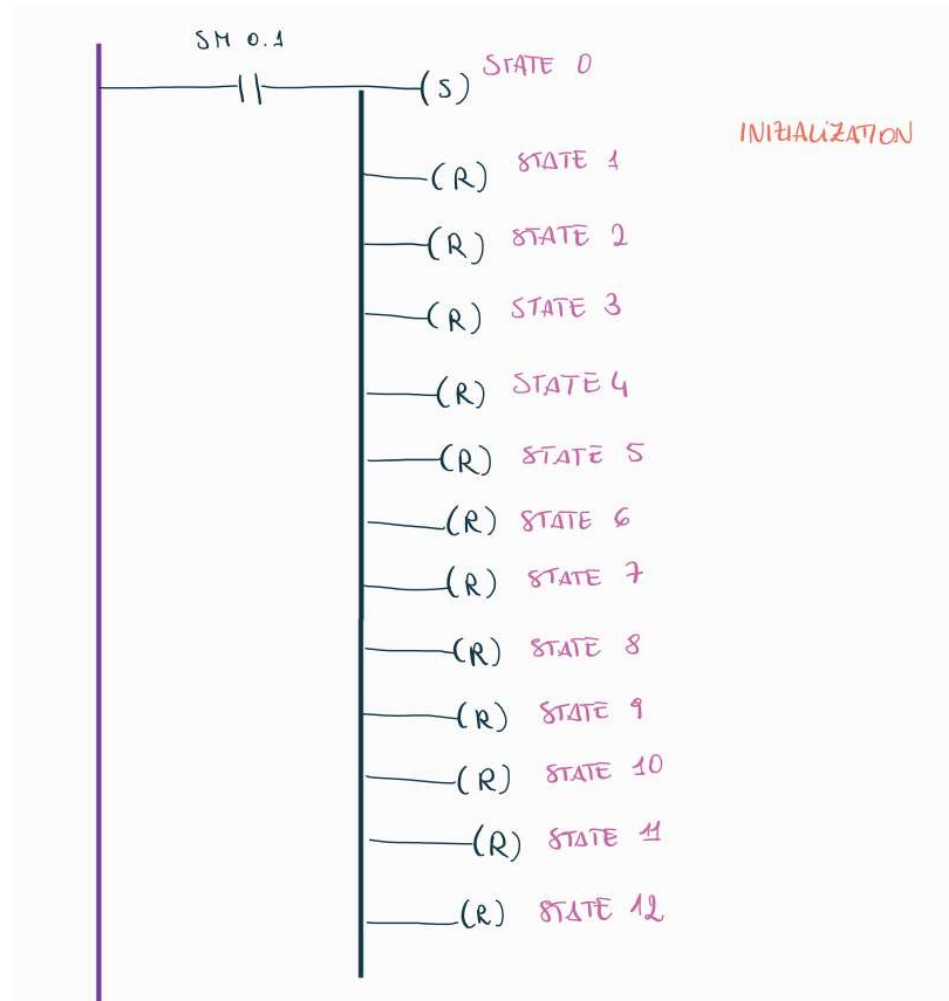 SM 0.1
(S) STATE 0
INIZIALIZATION
(R) STATE 1
(R) STATE 2
(R) STATE 3
(R) STATE 4
(R) STATE 5
(R) STATE 6
(R) STATE 7
(R) STATE 8
(R) STATE 9
(R) STATE 10
(R) STATE 11
(R) STATE 12